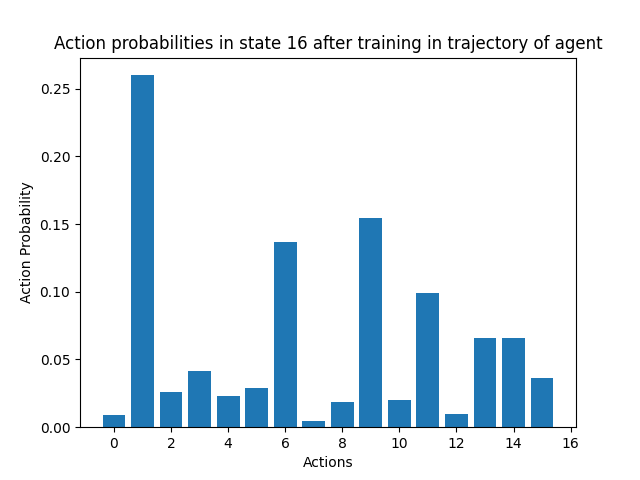 Action probabilities in state 16 after training in trajectory of agent
0.25
0.20
0.15
0.10
0.05
0.00
Action Probability
0 2 4 6 8 10 12 14 16
Actions